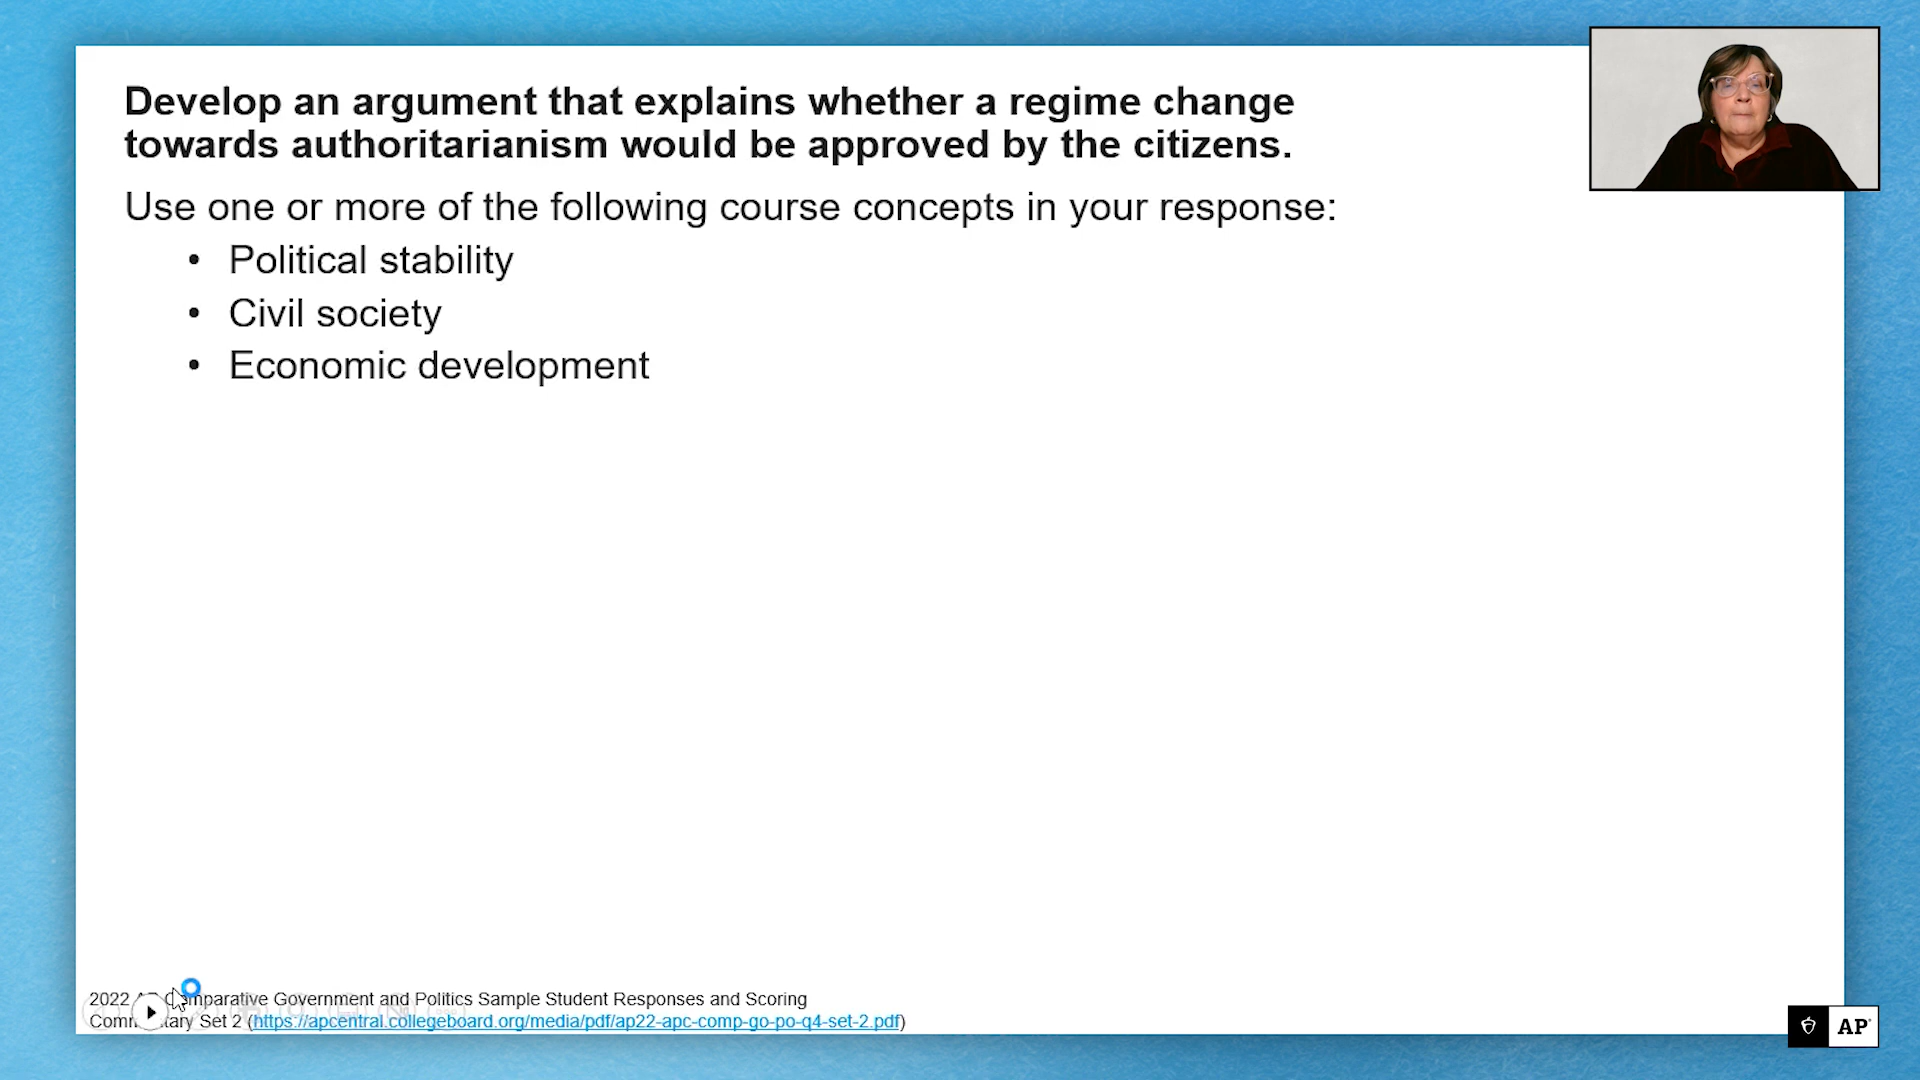 Develop an argument that explains whether a regime change
towards authoritarianism would be approved by the citizens.
Use one or more of the following course concepts in your response:
• Political stability
• Civil society
• Economic development
2022 Comparative Government and Politics Sample Student Responses and Scoring
Commentary Set 2 (https://apcentral.collegeboard.org/media/pdf/ap22-apc-comp-go-po-q4-set-2.pdf)
AP